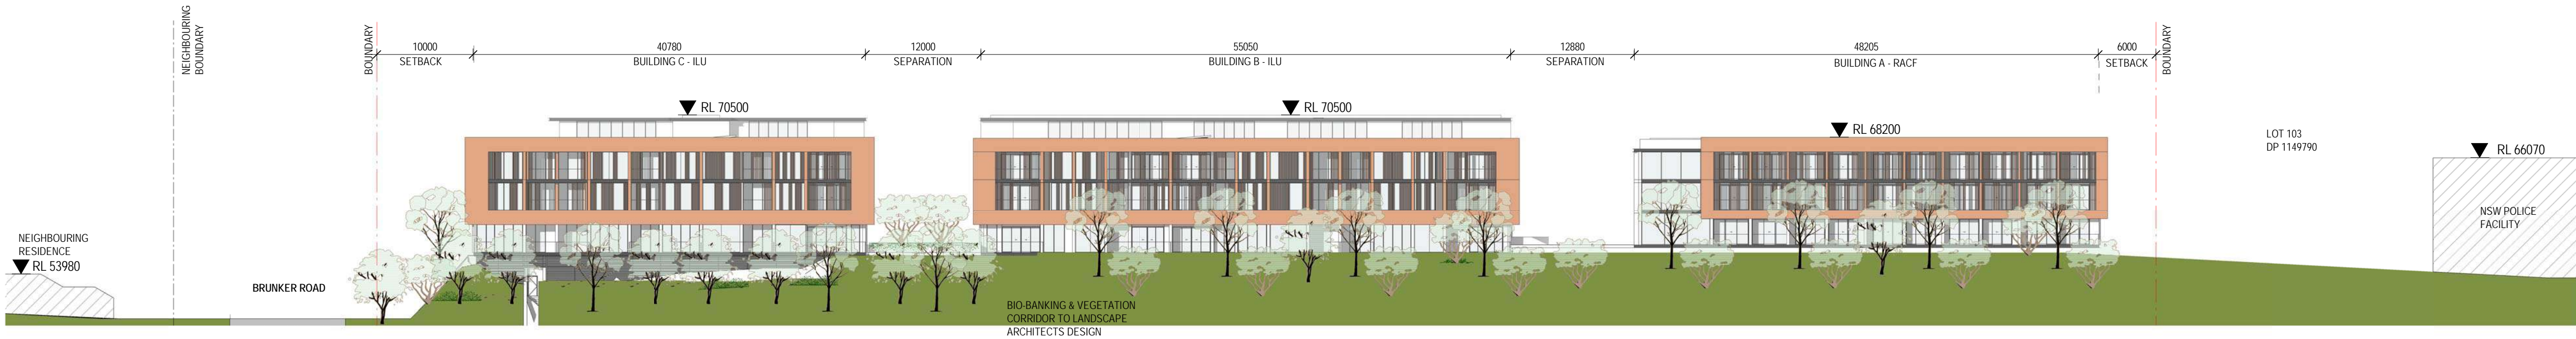 NEIGHBOURING
BOUNDARY
BOUNDARY
10000
SETBACK
40780
BUILDING C - ILU
12000
SEPARATION
55050
BUILDING B - ILU
12880
SEPARATION
48205
BUILDING A - RACF
6000
SETBACK
BOUNDARY
RL 70500
RL 70500
RL 68200
LOT 103
DP 1149790
RL 66070
NSW POLICE
FACILITY
NEIGHBOURING
RESIDENCE
RL 53980
BRUNKER ROAD
BIO-BANKING & VEGETATION
CORRIDOR TO LANDSCAPE
ARCHITECTS DESIGN